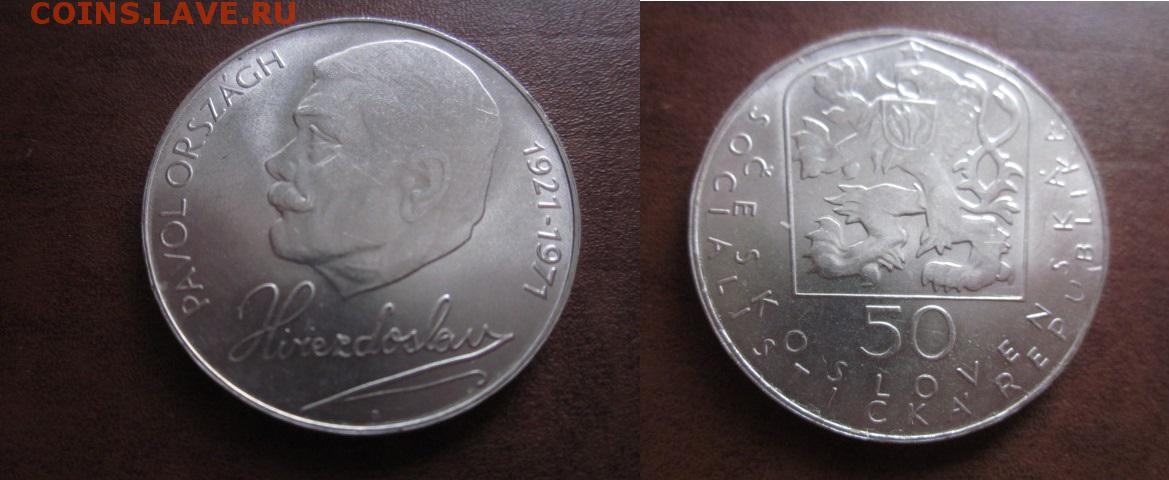 COINS.LAVE.RU
PAVOL ORSZÁGH
1921-1971
Hviezdoslav
ČESKOSLOVENSKÁ
SOCIALISTICKÁ REPUBLIKA
50